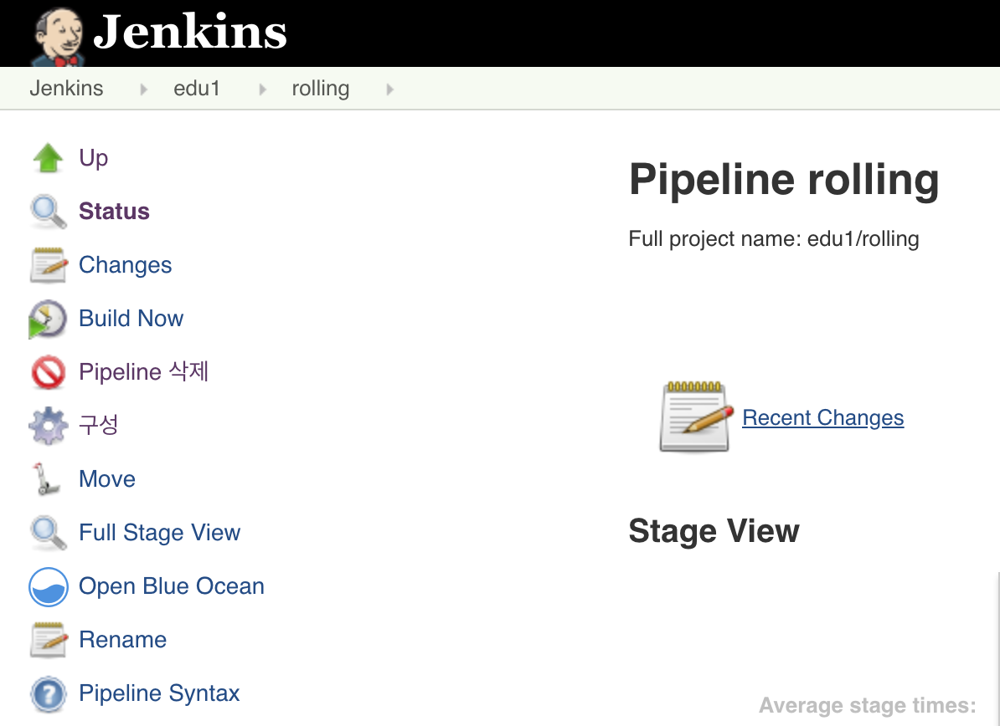 Jenkins
Jenkins edu1 rolling
Up
Status
Changes
Build Now
Pipeline 삭제
구성
Move
Full Stage View
Open Blue Ocean
Rename
Pipeline Syntax
Pipeline rolling
Full project name: edu1/rolling
Recent Changes
Stage View
Average stage times: